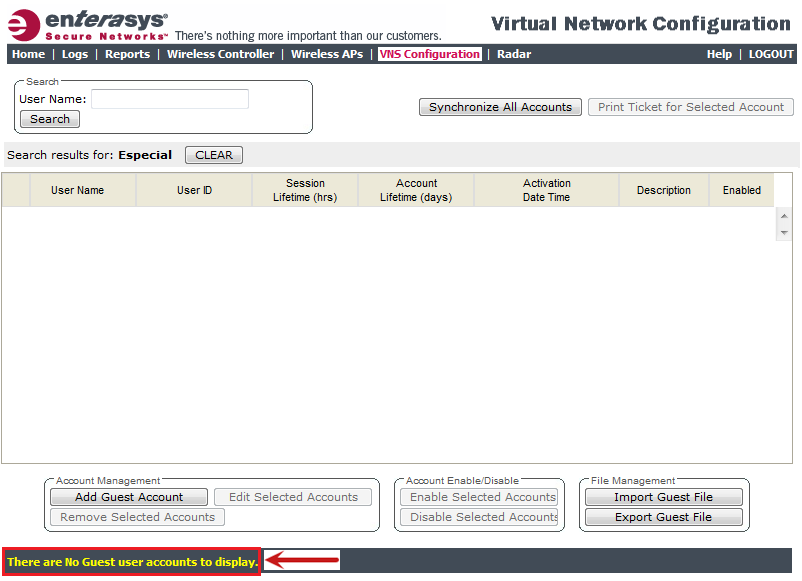 enterasys®
Secure Networks™ There's nothing more important than our customers.
Virtual Network Configuration
Home | Logs | Reports | Wireless Controller | Wireless APs | VNS Configuration | Radar
Help | LOGOUT
Search
User Name:
Search
Synchronize All Accounts
Print Ticket for Selected Account
Search results for: Especial
CLEAR
User Name
User ID
Session
Lifetime (hrs)
Account
Lifetime (days)
Activation
Date Time
Description
Enabled
Account Management
Add Guest Account
Edit Selected Accounts
Remove Selected Accounts
Account Enable/Disable
Enable Selected Accounts
Disable Selected Accounts
File Management
Import Guest File
Export Guest File
There are No Guest user accounts to display.